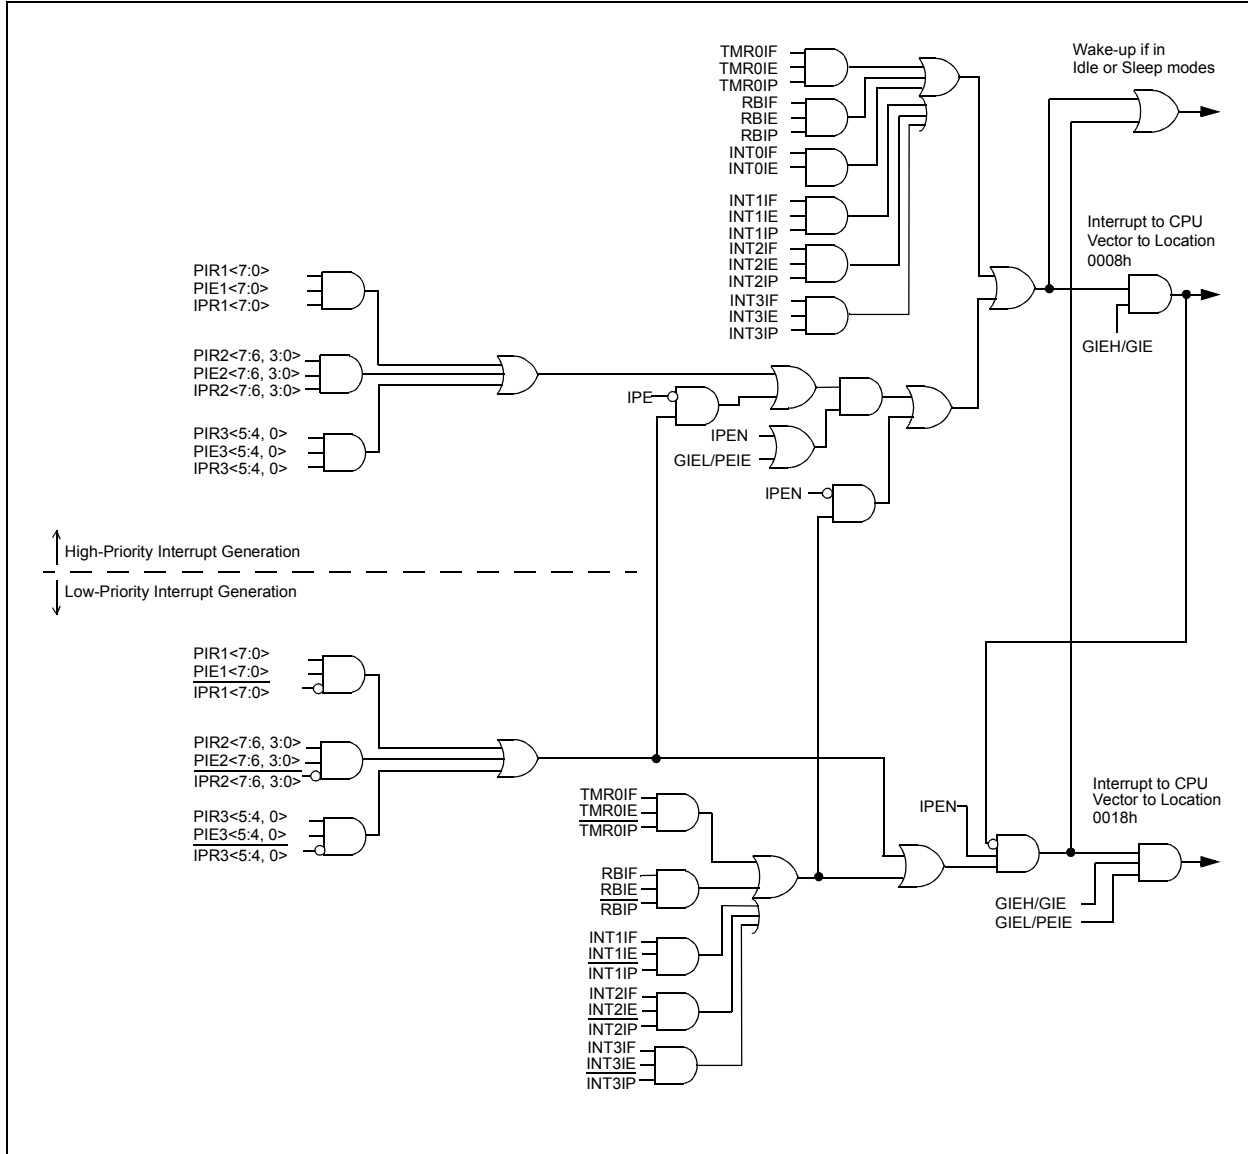 TMR0IF
TMR0IE
TMR0IP
RBIF
RBIE
RBIP
INT0IF
INT0IE
INT1IF
INT1IE
INT1IP
INT2IF
INT2IE
INT2IP
INT3IF
INT3IE
INT3IP
Wake-up if in
Idle or Sleep modes
Interrupt to CPU
Vector to Location
0008h
GIEH/GIE
PIR1<7:0>
PIE1<7:0>
IPR1<7:0>
PIR2<7:6, 3:0>
PIE2<7:6, 3:0>
IPR2<7:6, 3:0>
PIR3<5:4, 0>
PIE3<5:4, 0>
IPR3<5:4, 0>
IPE
IPEN
GIEL/PEIE
IPEN
High-Priority Interrupt Generation
Low-Priority Interrupt Generation
PIR1<7:0>
PIE1<7:0>
IPR1<7:0>
PIR2<7:6, 3:0>
PIE2<7:6, 3:0>
IPR2<7:6, 3:0>
PIR3<5:4, 0>
PIE3<5:4, 0>
IPR3<5:4, 0>
TMR0IF
TMR0IE
TMR0IP
RBIF
RBIE
RBIP
INT1IF
INT1IE
INT1IP
INT2IF
INT2IE
INT2IP
INT3IF
INT3IE
INT3IP
IPEN
Interrupt to CPU
Vector to Location
0018h
GIEH/GIE
GIEL/PEIE